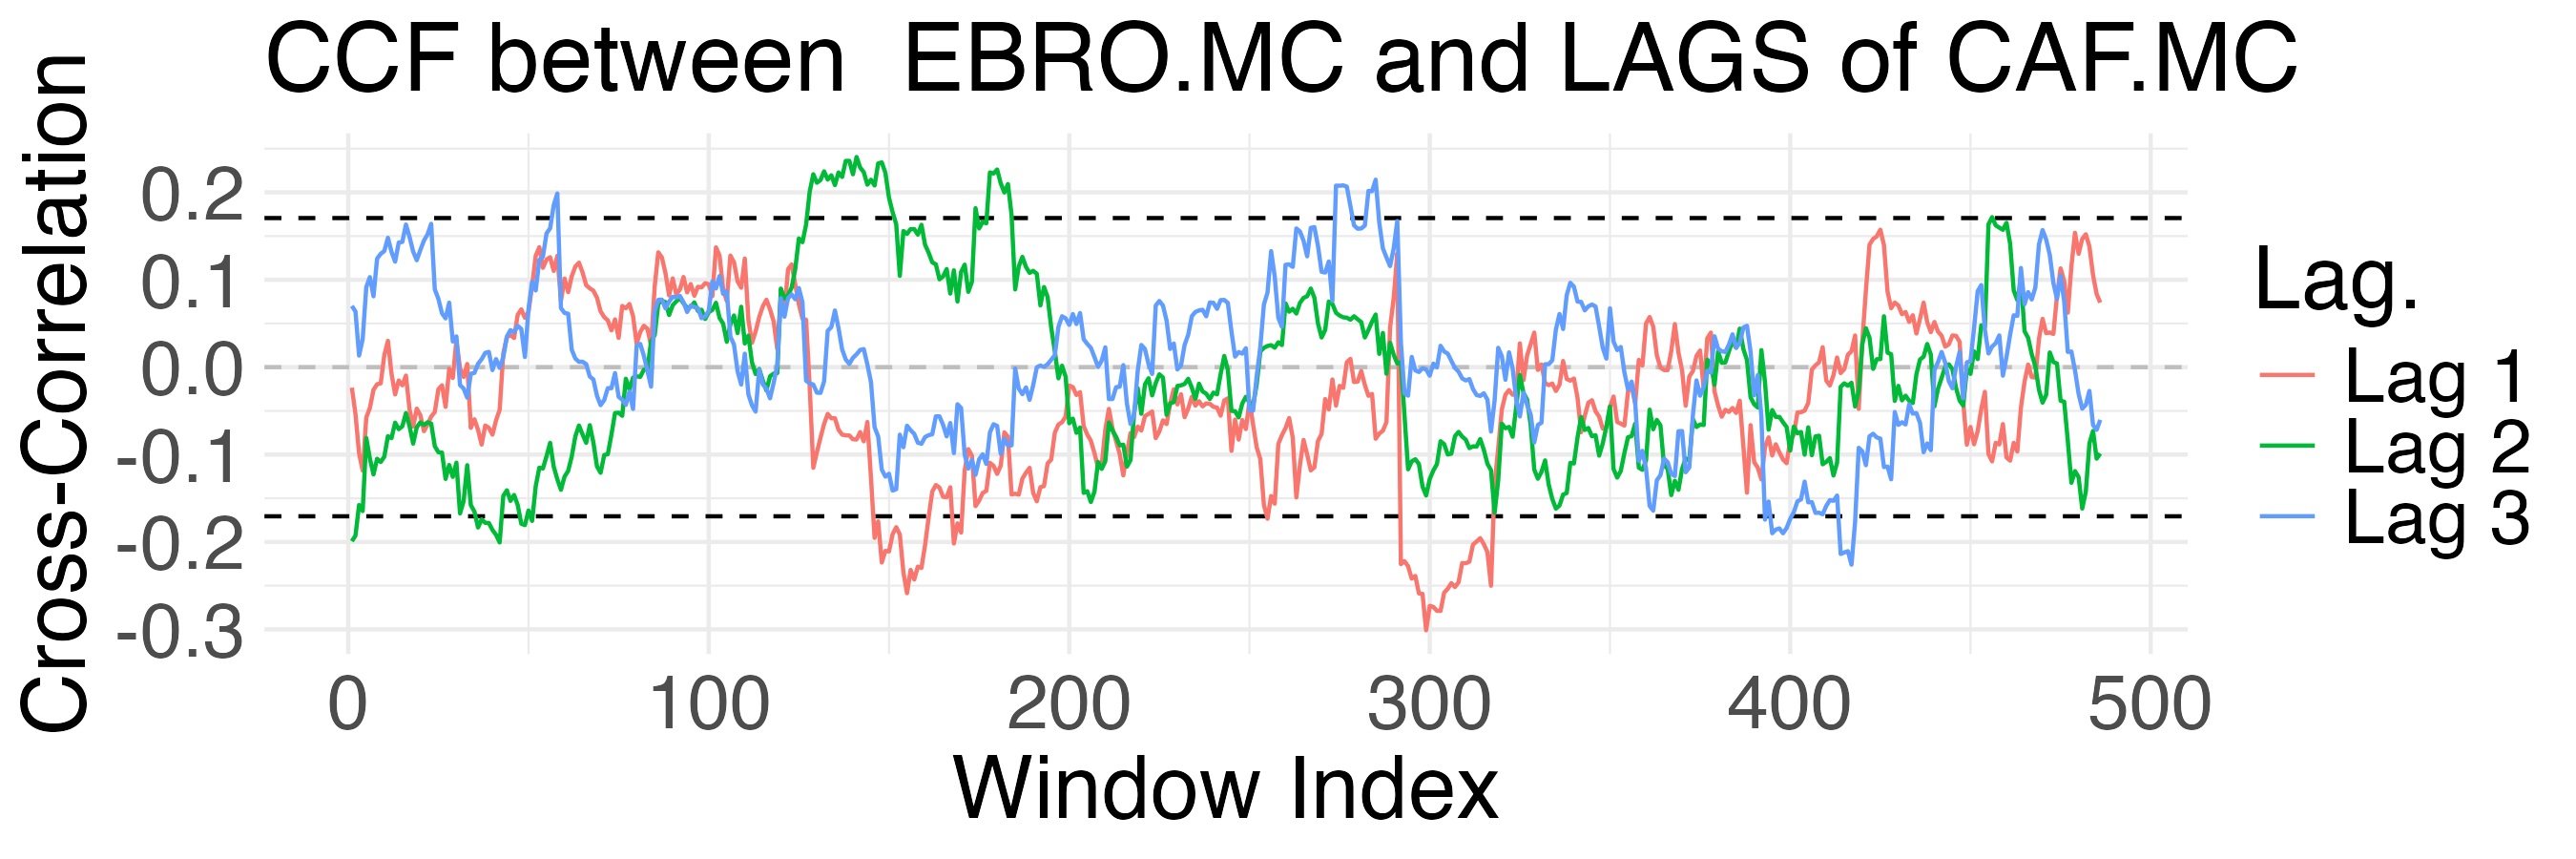 CCF between  EBRO.MC and LAGS of CAF.MC
Cross-Correlation
0.2
0.1
0.0
-0.1
-0.2
-0.3
0 100 200 300 400 500
Window Index
Lag.
Lag 1
Lag 2
Lag 3